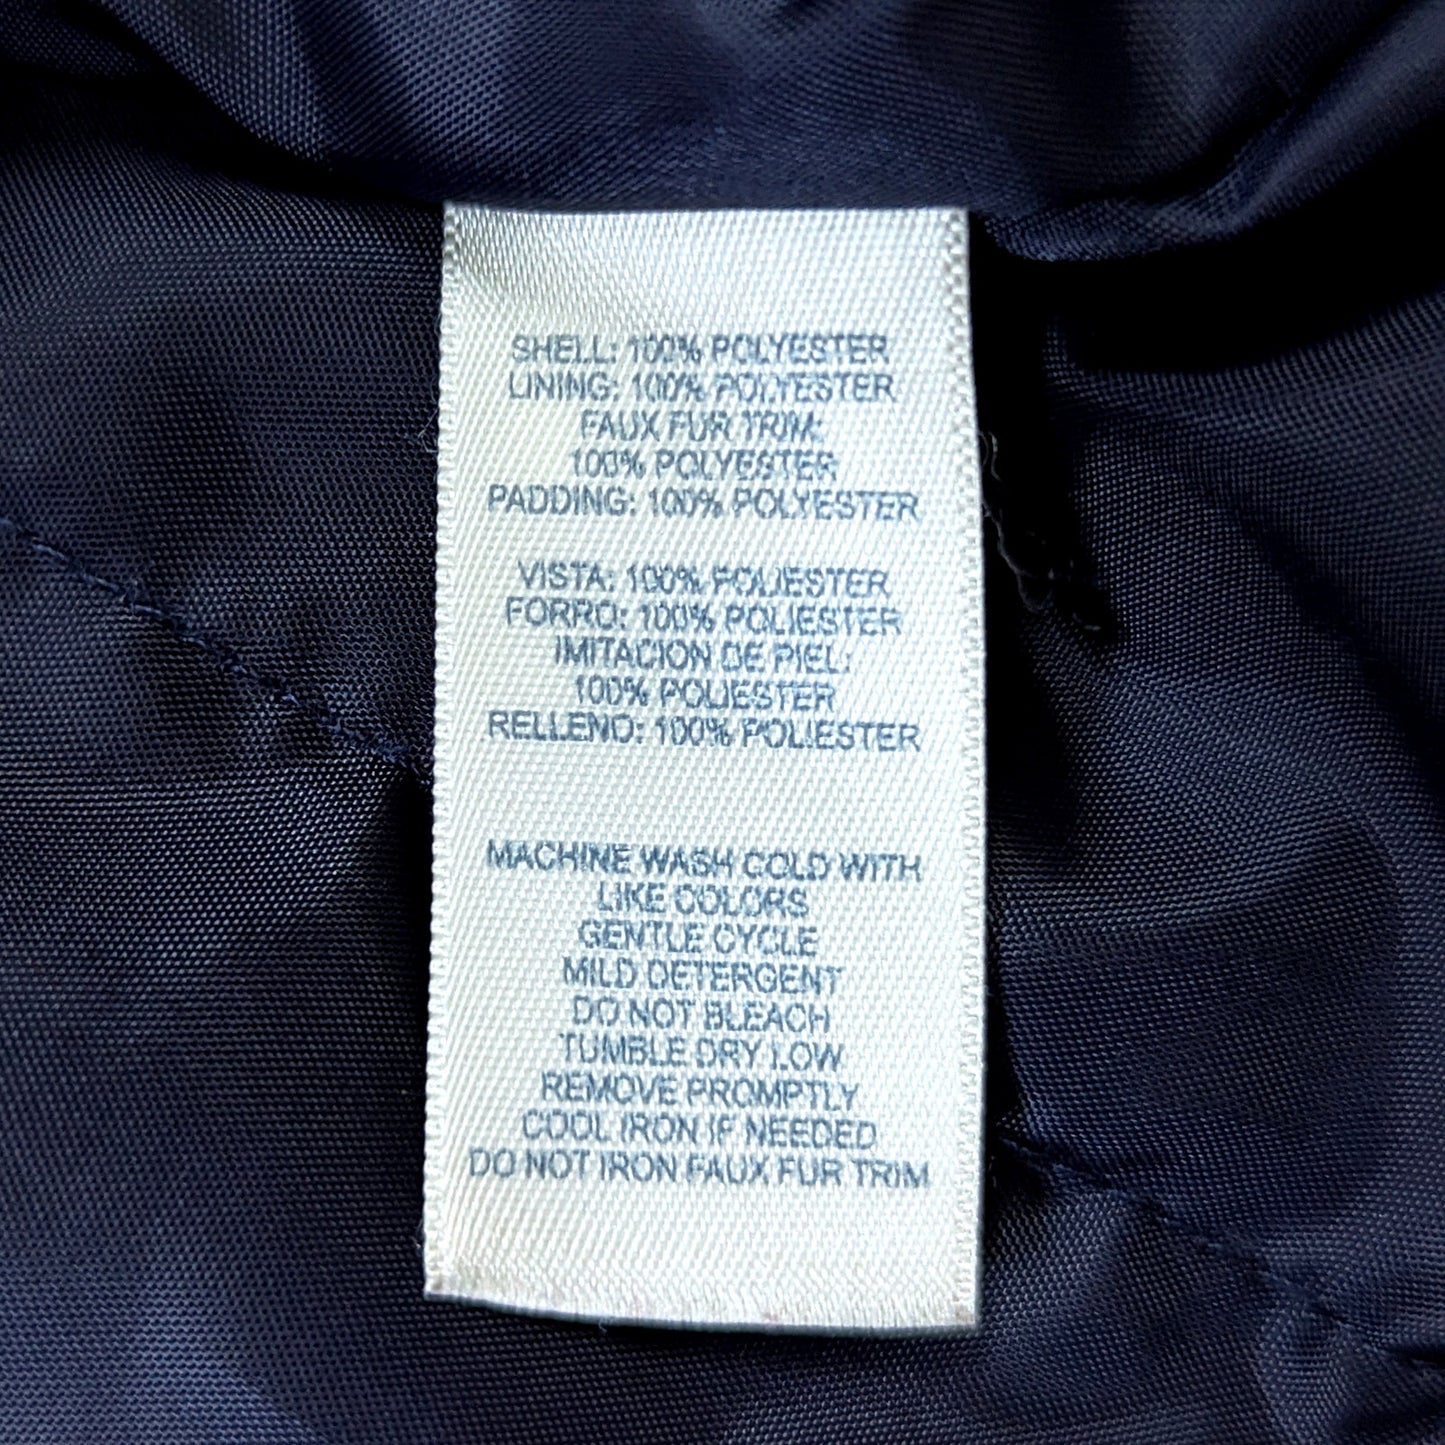 SHELL: 100% POLYESTER
LINING: 100% POLYESTER
FAUX FUR TRIM:
100% POLYESTER
PADDING: 100% POLYESTER
VISTA: 100% POLIESTER
FORRO: 100% POLIESTER
IMITACION DE PIEL:
100% POLIESTER
RELLENO: 100% POLIESTER
MACHINE WASH COLD WITH
LIKE COLORS
GENTLE CYCLE
MILD DETERGENT
DO NOT BLEACH
TUMBLE DRY LOW
REMOVE PROMPTLY
COOL IRON IF NEEDED
DO NOT IRON FAUX FUR TRIM